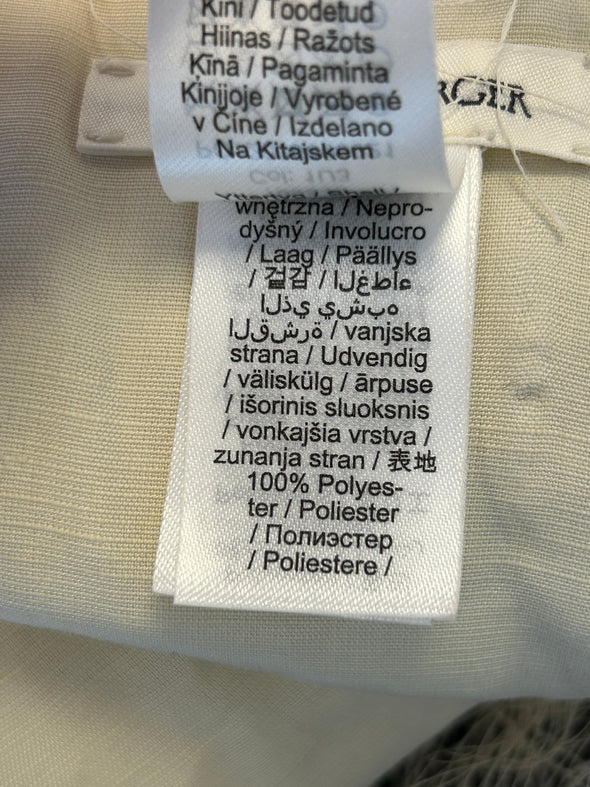 Kini / Toodetud
Hiinas / Ražots
Ķīnā / Pagaminta
Kinijoje / Vyrobené
v Číne / Izdelano
Na Kitajskem
RGER
wnętrzna / Nepro-
dyšný / Involucro
/ Laag / Päällys
/ 겉감 / الغطاء
الذي يشبه
القشرة / vanjska
strana / Udvendig
/ väliskülg / ārpuse
/ išorinis sluoksnis
/ vonkajšia vrstva /
zunanja stran / 表地
100% Polyes-
ter / Poliester
/ Полиэстер
/ Poliestere /